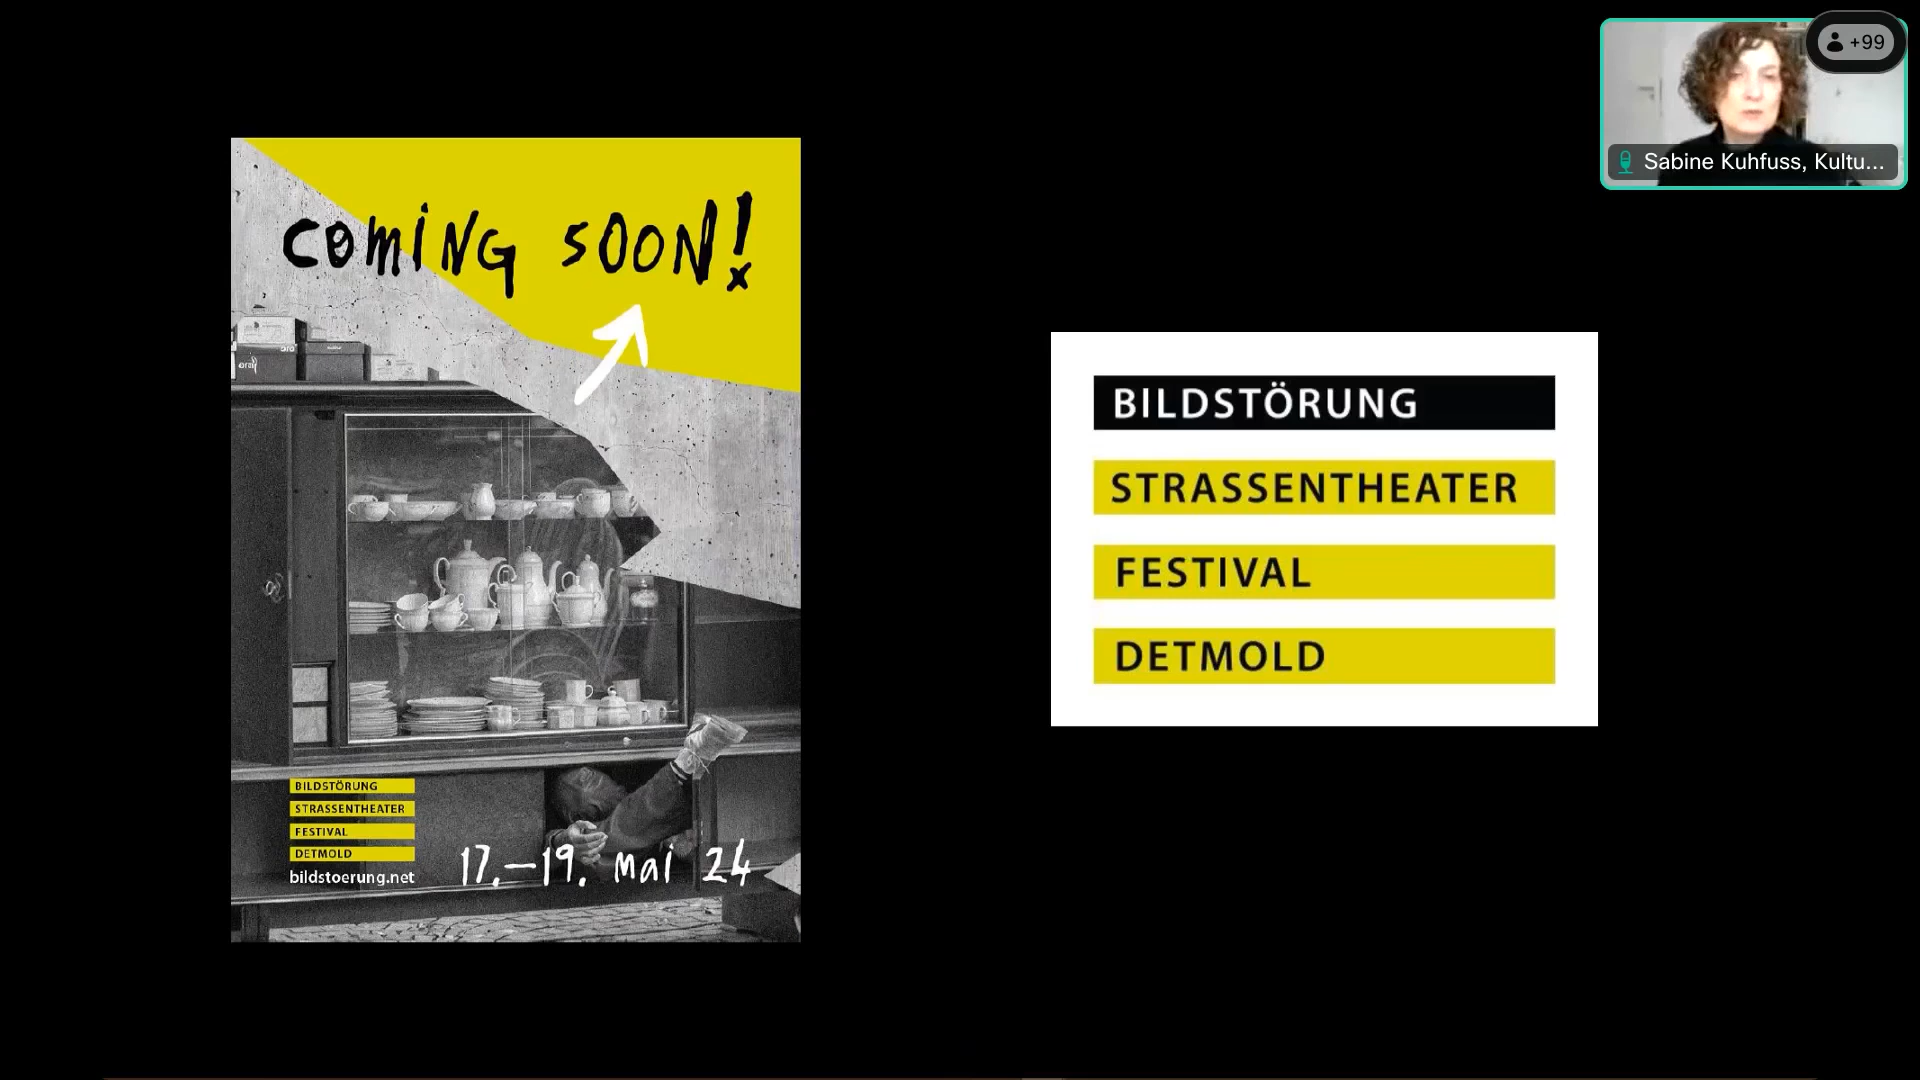 COMING SOON!
BILDSTÖRUNG
STRASSENTHEATER
FESTIVAL
DETMOLD
bildstoerung.net
17.–19. Mai 24
BILDSTÖRUNG
STRASSENTHEATER
FESTIVAL
DETMOLD
+99
Sabine Kuhfuss, Kultu...